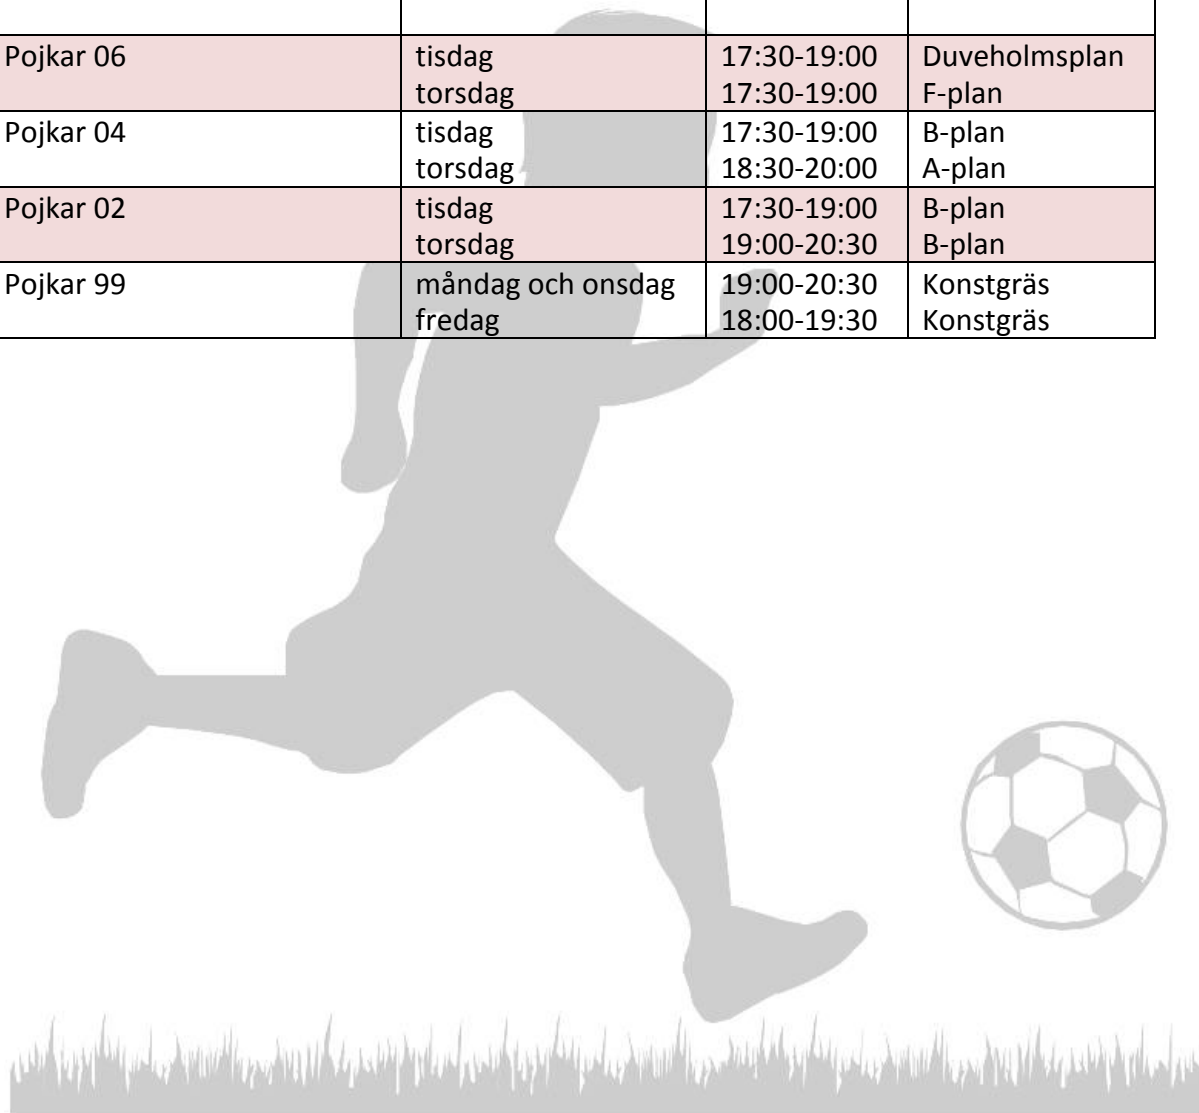 Pojkar 06 tisdag 17:30-19:00 Duveholmsplan
torsdag 17:30-19:00 F-plan
Pojkar 04 tisdag 17:30-19:00 B-plan
torsdag 18:30-20:00 A-plan
Pojkar 02 tisdag 17:30-19:00 B-plan
torsdag 19:00-20:30 B-plan
Pojkar 99 måndag och onsdag 19:00-20:30 Konstgräs
fredag 18:00-19:30 Konstgräs